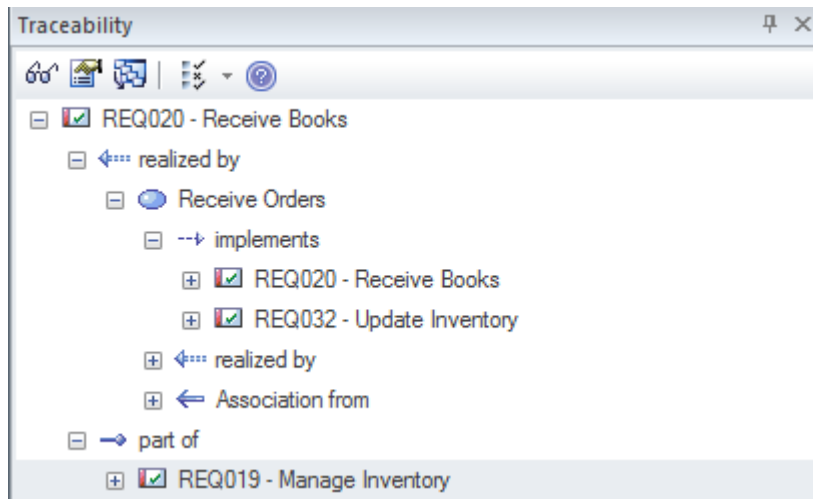 Traceability
REQ020 - Receive Books
realized by
Receive Orders
implements
REQ020 - Receive Books
REQ032 - Update Inventory
realized by
Association from
part of
REQ019 - Manage Inventory